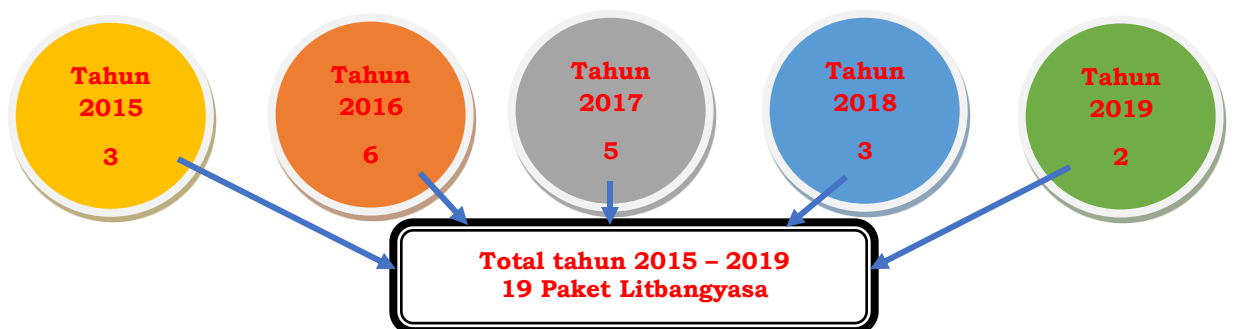 Tahun
2015
3
Tahun
2016
6
Tahun
2017
5
Tahun
2018
3
Tahun
2019
2
Total tahun 2015 – 2019
19 Paket Litbangyasa